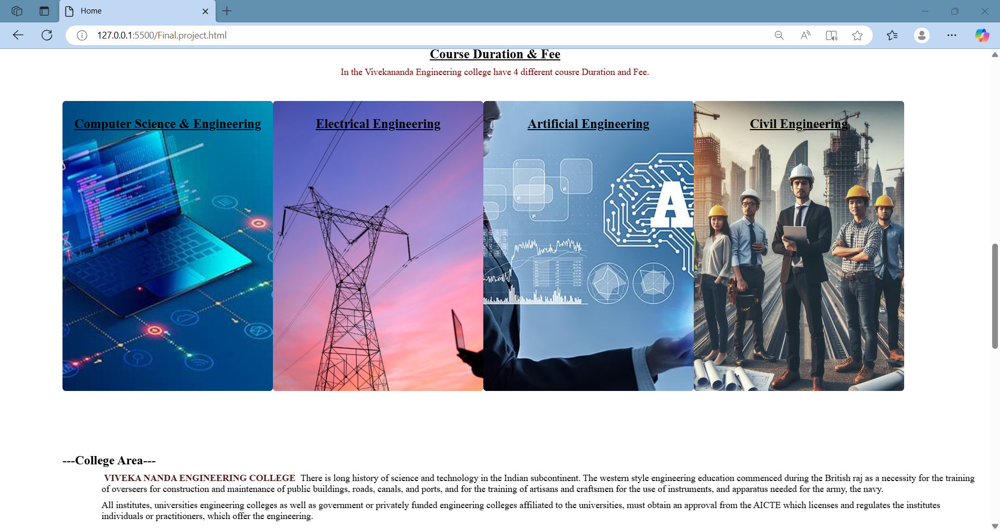 Home
127.0.0.1:5500/Final.project.html
Course Duration & Fee
In the Vivekananda Engineering college have 4 different cousre Duration and Fee.
Computer Science & Engineering
Electrical Engineering
Artificial Engineering
Civil Engineering
A
---College Area---
VIVEKA NANDA ENGINEERING COLLEGE There is long history of science and technology in the Indian subcontinent. The western style engineering education commenced during the British raj as a necessity for the training
of overseers for construction and maintenance of public buildings, roads, canals, and ports, and for the training of artisans and craftsmen for the use of instruments, and apparatus needed for the army, the navy.
All institutes, universities engineering colleges as well as government or privately funded engineering colleges affiliated to the universities, must obtain an approval from the AICTE which licenses and regulates the institutes
individuals or practitioners, which offer the engineering.